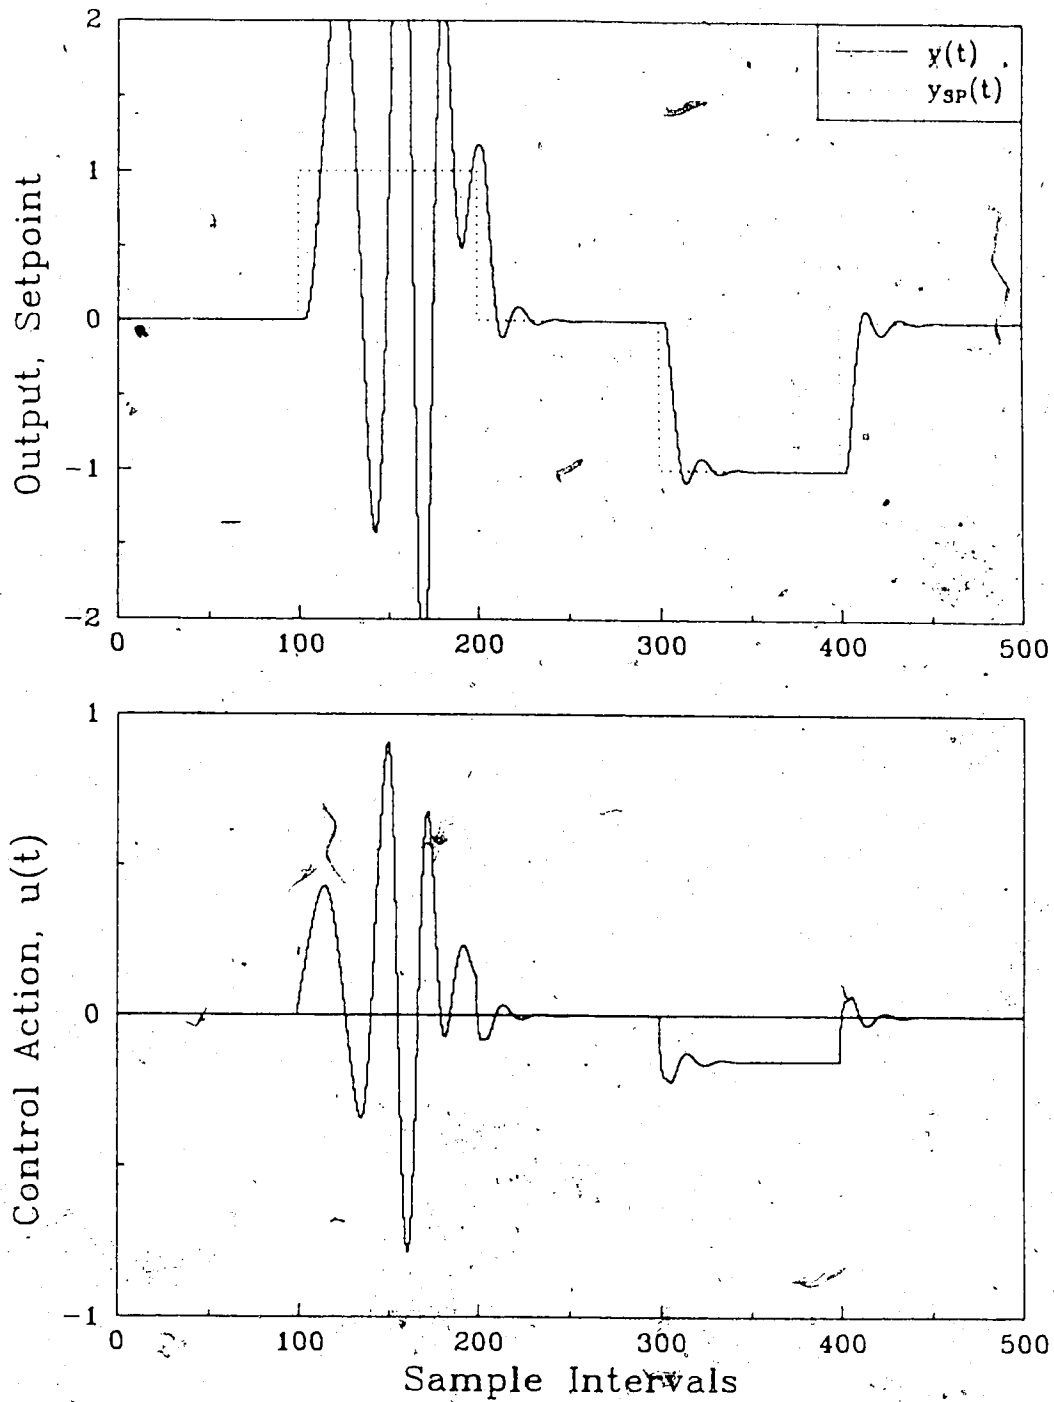 2
y(t)
ySP(t)
1
0
-1
-2
Output, Setpoint
0 100 200 300 400 500
1
0
-1
Control Action, u(t)
0 100 200 300 400 500
Sample Intervals